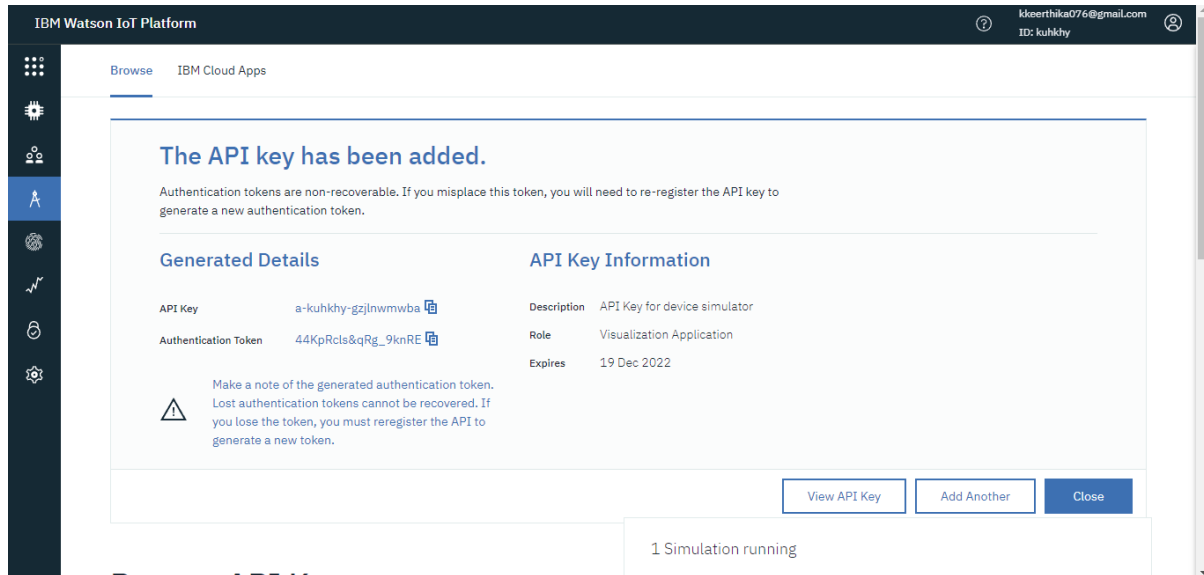 IBM Watson IoT Platform
kkeerthika076@gmail.com
ID: kuhkhy
Browse IBM Cloud Apps
The API key has been added.
Authentication tokens are non-recoverable. If you misplace this token, you will need to re-register the API key to
generate a new authentication token.
Generated Details
API Key a-kuhkhy-gzjlnwmwba
Authentication Token 44KpRcls&qRg_9knRE
Make a note of the generated authentication token.
Lost authentication tokens cannot be recovered. If
you lose the token, you must reregister the API to
generate a new token.
API Key Information
Description API Key for device simulator
Role Visualization Application
Expires 19 Dec 2022
View API Key Add Another Close
1 Simulation running